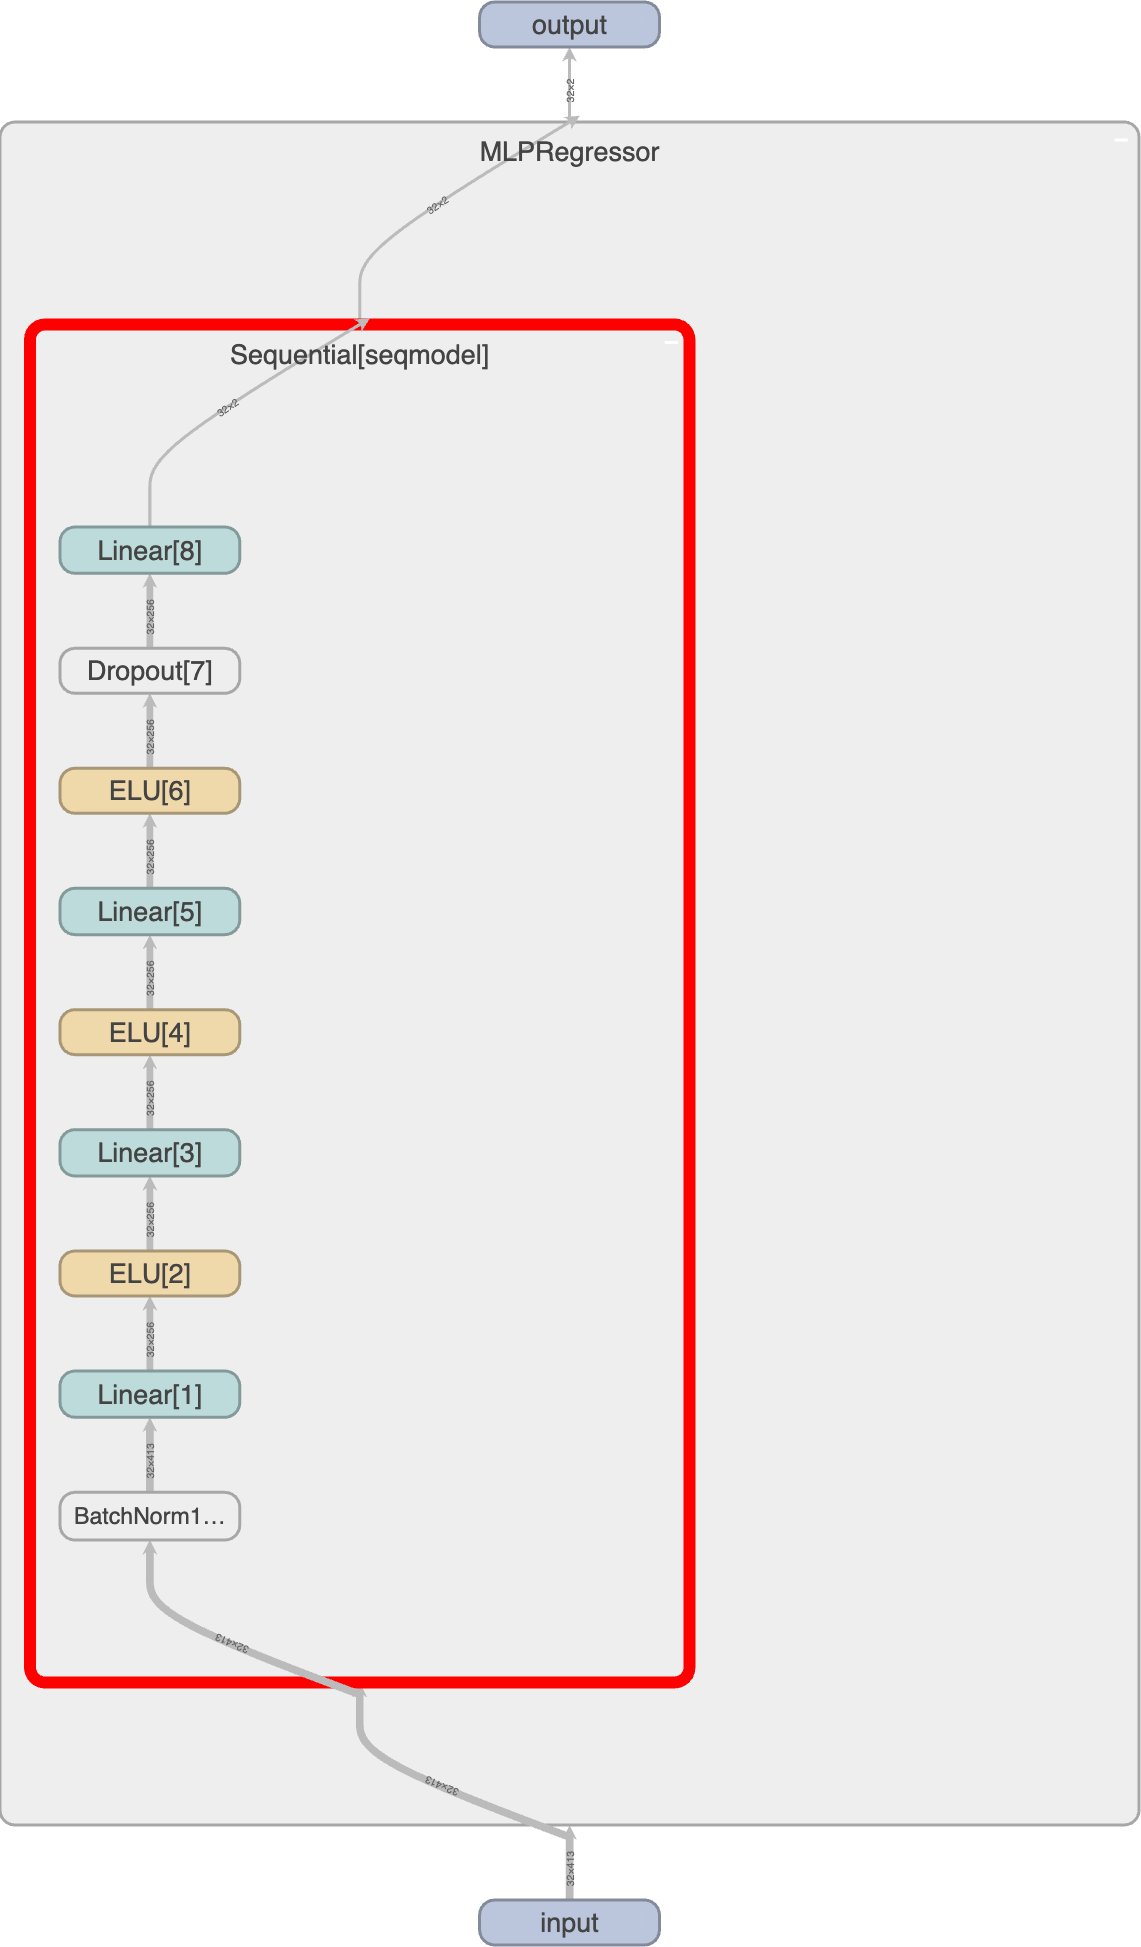 output
32×2
MLPRegressor
32×2
Sequential[seqmodel]
32×2
Linear[8]
32×256
Dropout[7]
32×256
ELU[6]
32×256
Linear[5]
32×256
ELU[4]
32×256
Linear[3]
32×256
ELU[2]
32×256
Linear[1]
32×413
BatchNorm1...
32×413
32×413
32×413
input